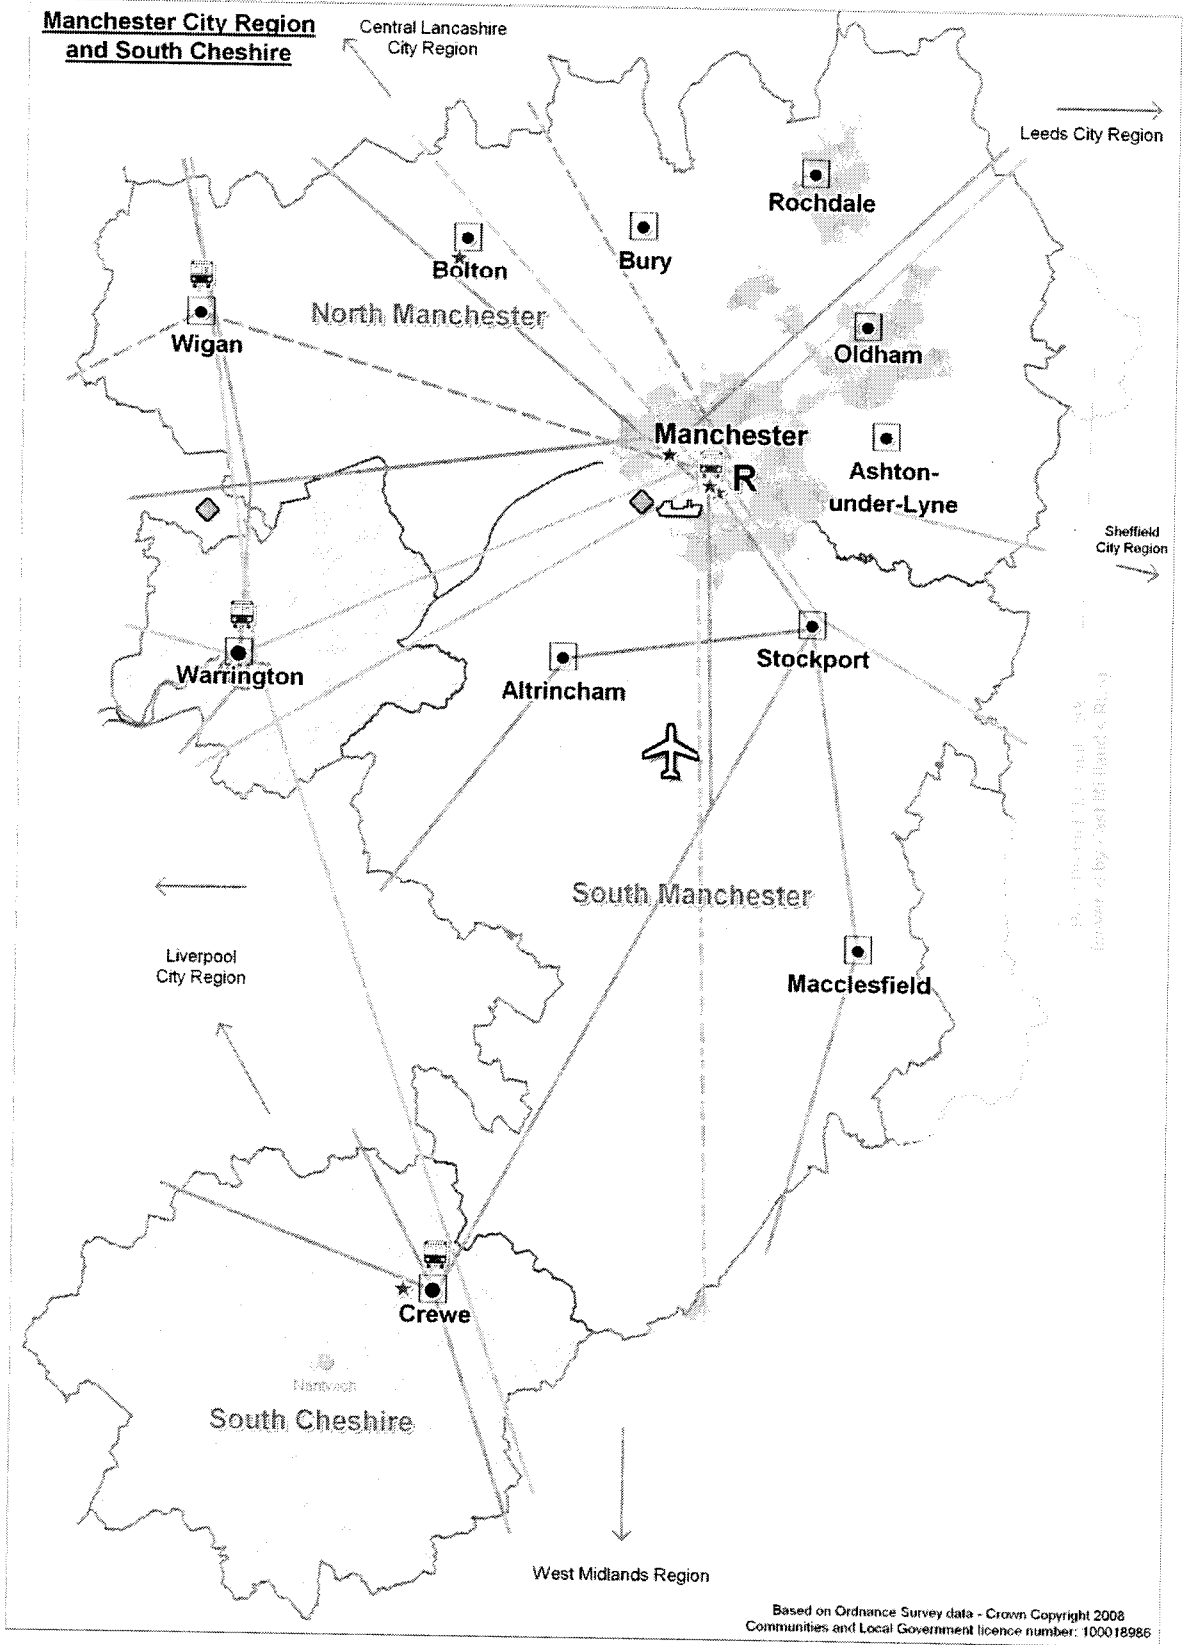 Manchester City Region
and South Cheshire
Central Lancashire
City Region
Leeds City Region
Rochdale
Bury
Bolton
North Manchester
Wigan
Oldham
Manchester
R
Ashton-
under-Lyne
Sheffield
City Region
Warrington
Altrincham
Stockport
South Manchester
Liverpool
City Region
Macclesfield
Crewe
Nantwich
South Cheshire
West Midlands Region
Based on Ordnance Survey data - Crown Copyright 2008
Communities and Local Government licence number: 100018986